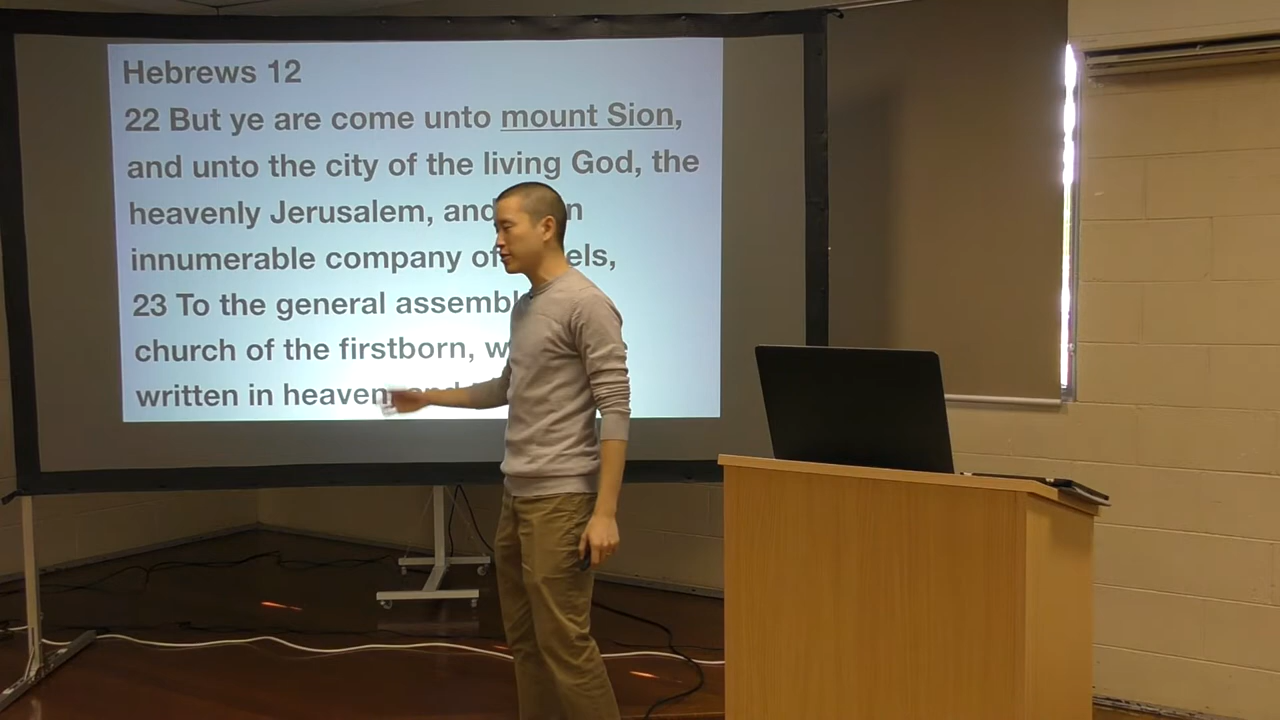 Hebrews 12
22 But ye are come unto mount Sion,
and unto the city of the living God, the
heavenly Jerusalem, and
innumerable company of
23 To the general
church of the firstborn,
written in heaven, and